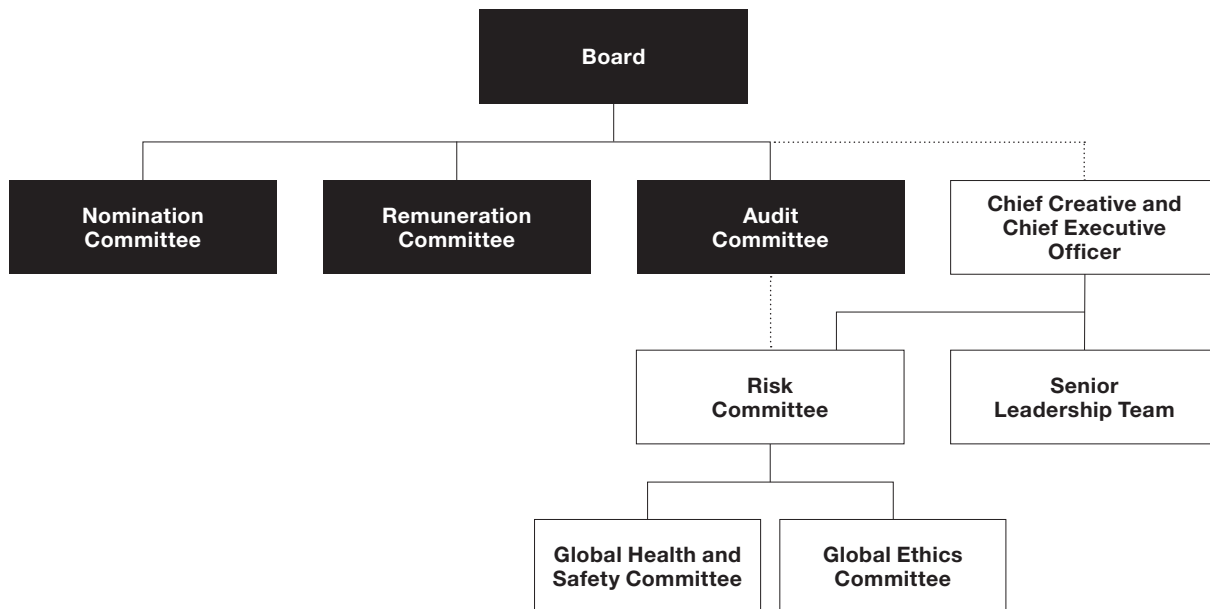 Board
Nomination
Committee
Remuneration
Committee
Audit
Committee
Chief Creative and
Chief Executive
Officer
Risk
Committee
Senior
Leadership Team
Global Health and
Safety Committee
Global Ethics
Committee